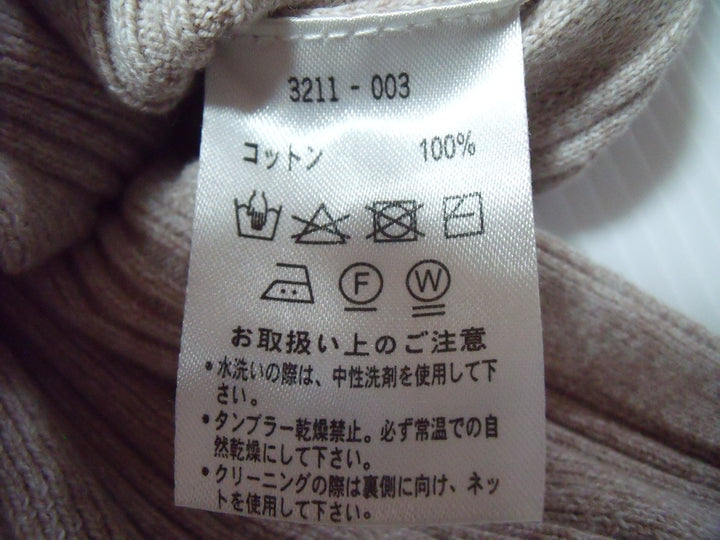 3211 - 003
コットン 100%
F W
お取扱い上のご注意
・水洗いの際は、中性洗剤を使用して下
さい。
・タンブラー乾燥禁止。必ず常温での自
然乾燥にして下さい。
・クリーニングの際は裏側に向け、ネッ
トを使用して下さい。